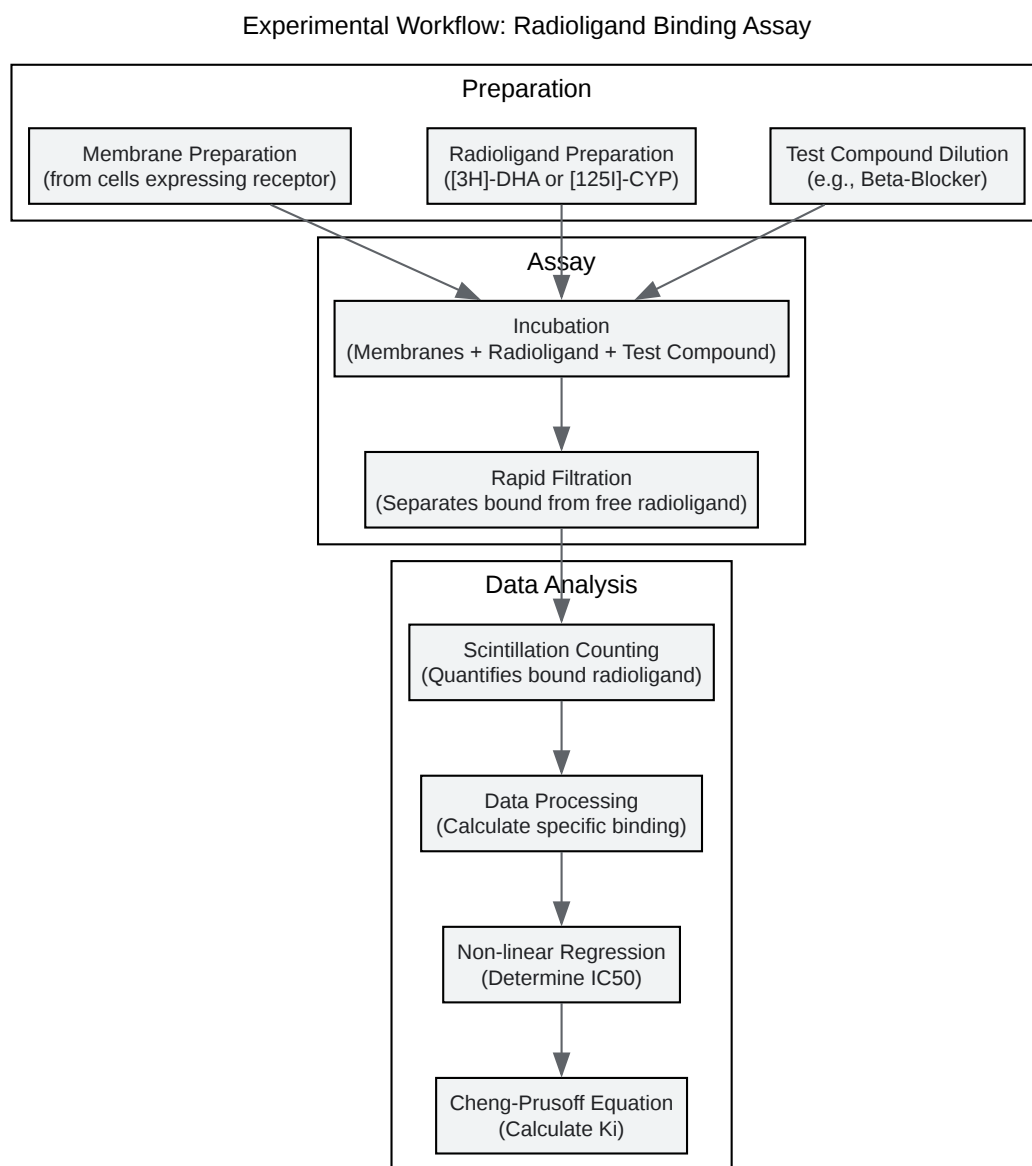 Experimental Workflow: Radioligand Binding Assay
Preparation
Membrane Preparation
(from cells expressing receptor)
Radioligand Preparation
([3H]-DHA or [125I]-CYP)
Test Compound Dilution
(e.g., Beta-Blocker)
Assay
Incubation
(Membranes + Radioligand + Test Compound)
Rapid Filtration
(Separates bound from free radioligand)
Data Analysis
Scintillation Counting
(Quantifies bound radioligand)
Data Processing
(Calculate specific binding)
Non-linear Regression
(Determine IC50)
Cheng-Prusoff Equation
(Calculate Ki)